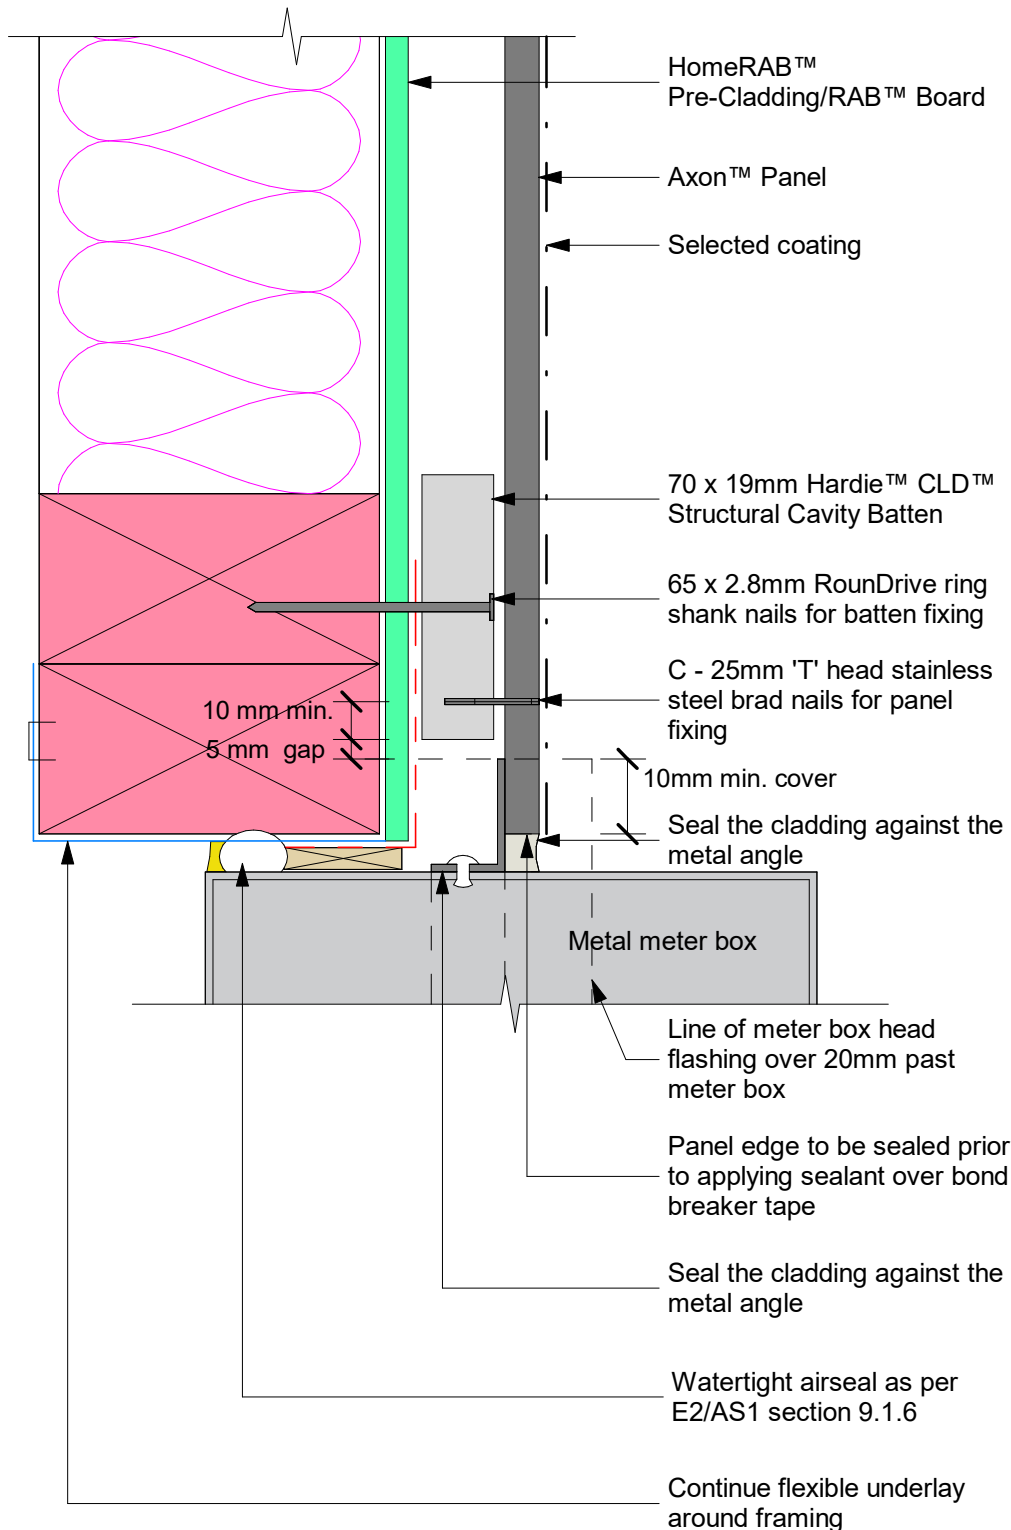 HomeRAB™
Pre-Cladding/RAB™ Board
Axon™ Panel
Selected coating
70 x 19mm Hardie™ CLD™
Structural Cavity Batten
65 x 2.8mm RounDrive ring
shank nails for batten fixing
C - 25mm 'T' head stainless
steel brad nails for panel
fixing
10 mm min.
5 mm gap
10mm min. cover
Seal the cladding against the
metal angle
Metal meter box
Line of meter box head
flashing over 20mm past
meter box
Panel edge to be sealed prior
to applying sealant over bond
breaker tape
Seal the cladding against the
metal angle
Watertight airseal as per
E2/AS1 section 9.1.6
Continue flexible underlay
around framing